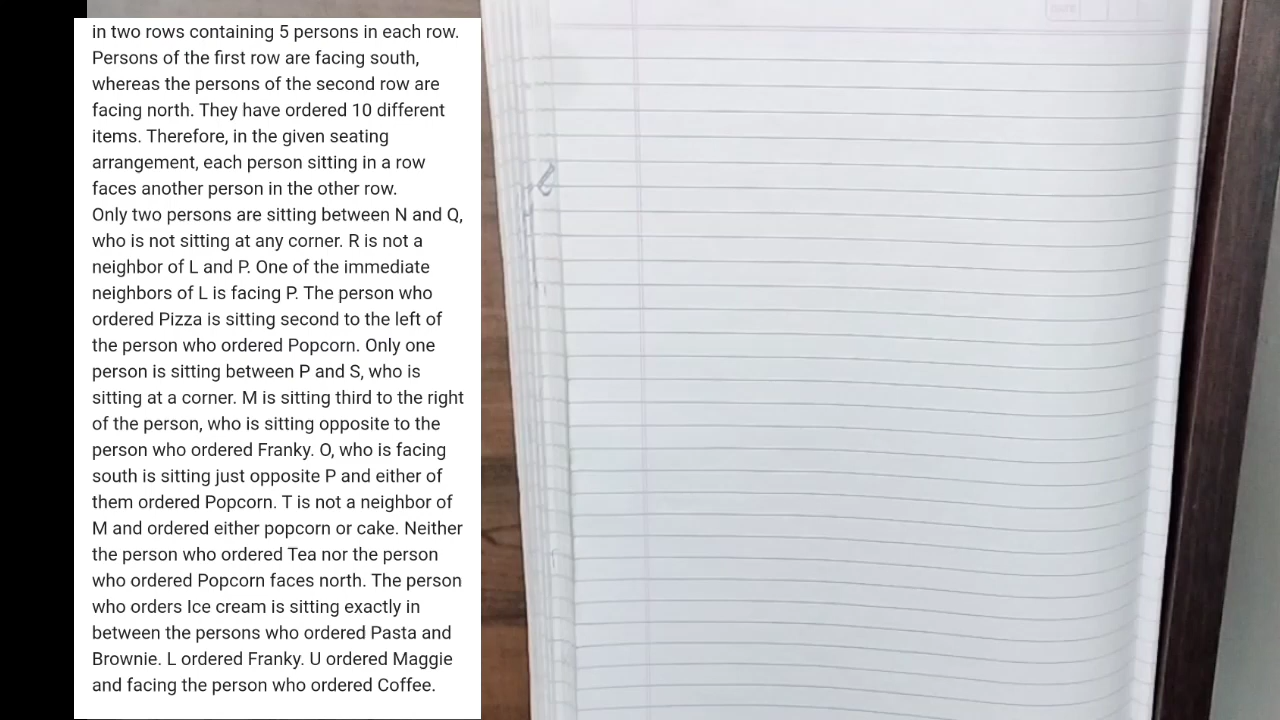 in two rows containing 5 persons in each row.
Persons of the first row are facing south,
whereas the persons of the second row are
facing north. They have ordered 10 different
items. Therefore, in the given seating
arrangement, each person sitting in a row
faces another person in the other row.
Only two persons are sitting between N and Q,
who is not sitting at any corner. R is not a
neighbor of L and P. One of the immediate
neighbors of L is facing P. The person who
ordered Pizza is sitting second to the left of
the person who ordered Popcorn. Only one
person is sitting between P and S, who is
sitting at a corner. M is sitting third to the right
of the person, who is sitting opposite to the
person who ordered Franky. O, who is facing
south is sitting just opposite P and either of
them ordered Popcorn. T is not a neighbor of
M and ordered either popcorn or cake. Neither
the person who ordered Tea nor the person
who ordered Popcorn faces north. The person
who orders Ice cream is sitting exactly in
between the persons who ordered Pasta and
Brownie. L ordered Franky. U ordered Maggie
and facing the person who ordered Coffee.